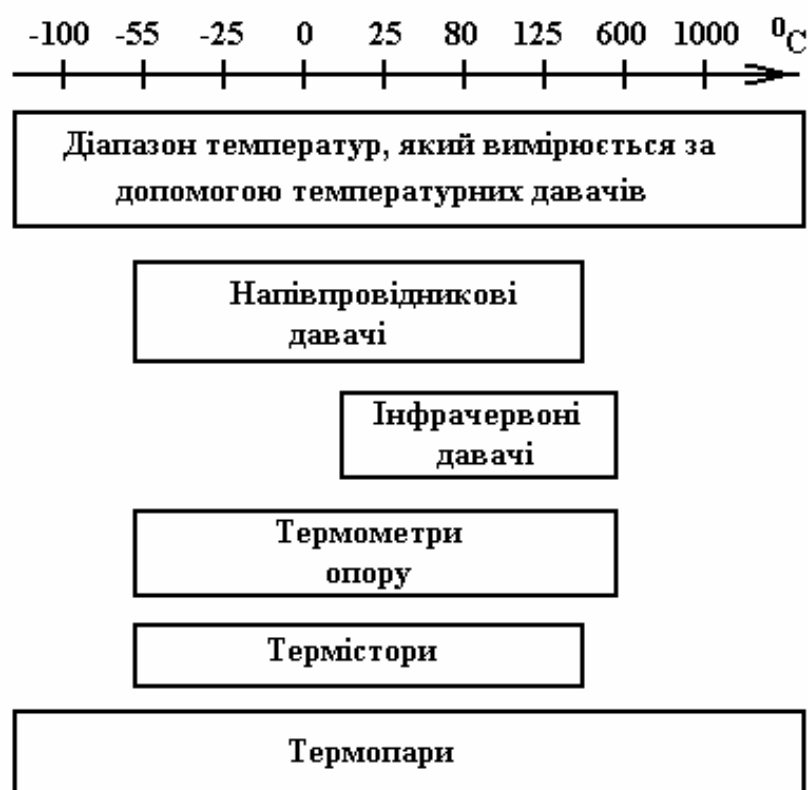 -100 -55 -25 0 25 80 125 600 1000 ⁰C
Діапазон температур, який вимірюється за
допомогою температурних давачів
Напівпровідникові
давачі
Інфрачервоні
давачі
Термометри
опору
Термістори
Термопари